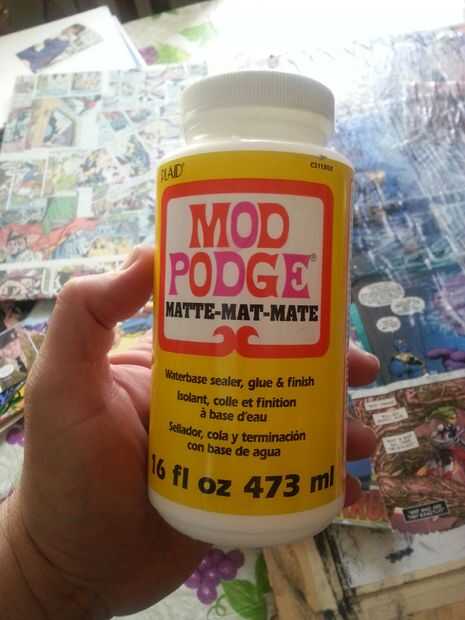 PLAID
MOD
PODGE®
MATTE-MAT-MATE
Waterbase sealer, glue & finish
Isolant, colle et finition
à base d'eau
Sellador, cola y terminación
con base de agua
16 fl oz 473 ml